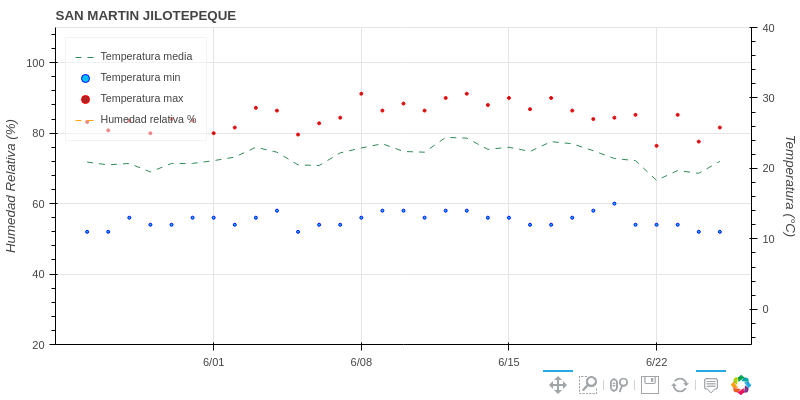 SAN MARTIN JILOTEPEQUE
Temperatura media
Temperatura min
Temperatura max
Humedad relativa %
Humedad Relativa (%)
100
80
60
40
20
Temperatura (°C)
40
30
20
10
0
6/01
6/08
6/15
6/22